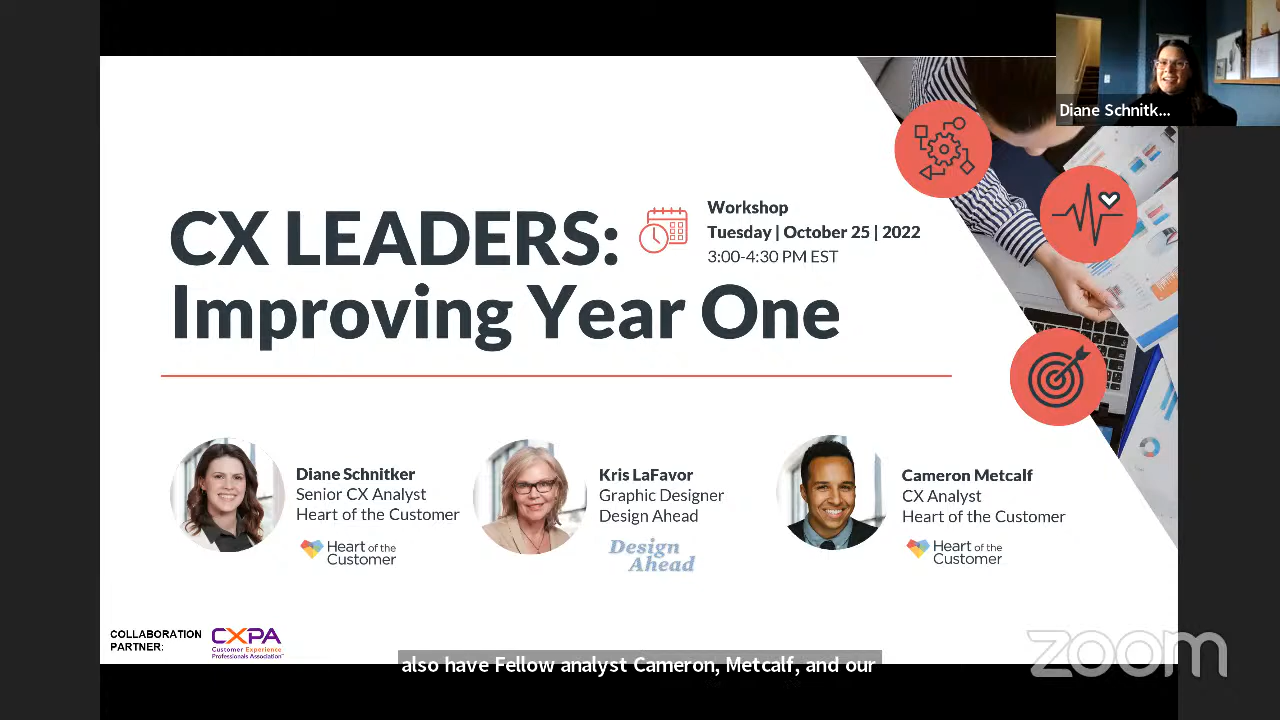 Diane Schnitk...
CX LEADERS:
Improving Year One
Workshop
Tuesday | October 25 | 2022
3:00-4:30 PM EST
Diane Schnitker
Senior CX Analyst
Heart of the Customer
Heart of the
Customer
Kris LaFavor
Graphic Designer
Design Ahead
Design
Ahead
Cameron Metcalf
CX Analyst
Heart of the Customer
Heart of the
Customer
COLLABORATION
PARTNER:
CXPA
Customer Experience
Professionals Association
also have Fellow analyst Cameron, Metcalf, and our
zoom